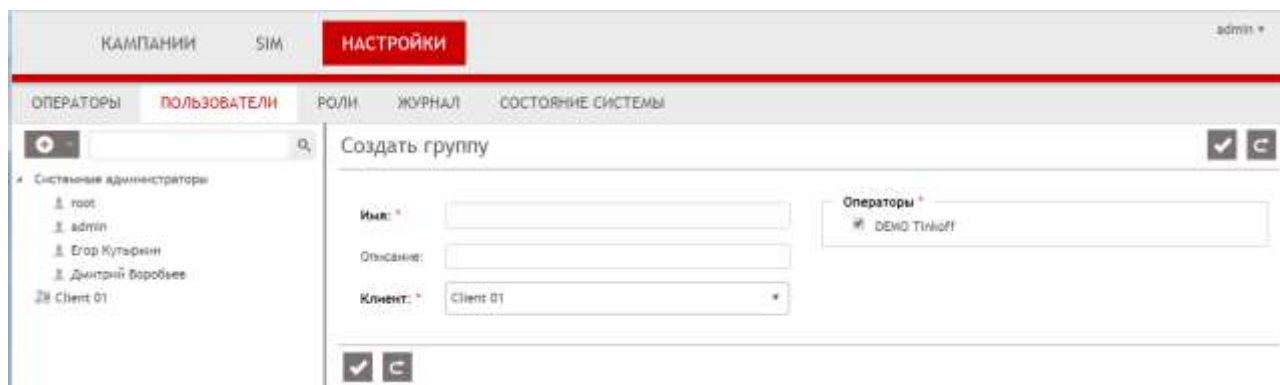 КАМПАНИИ SIM НАСТРОЙКИ admin
ОПЕРАТОРЫ ПОЛЬЗОВАТЕЛИ РОЛИ ЖУРНАЛ СОСТОЯНИЕ СИСТЕМЫ
Создать группу
Системные администраторы
root
admin
Егор Кутыркин
Дмитрий Воробьев
Client 01
Имя: *
Описание:
Клиент: * Client 01
Операторы *
DEMO Tinkoff